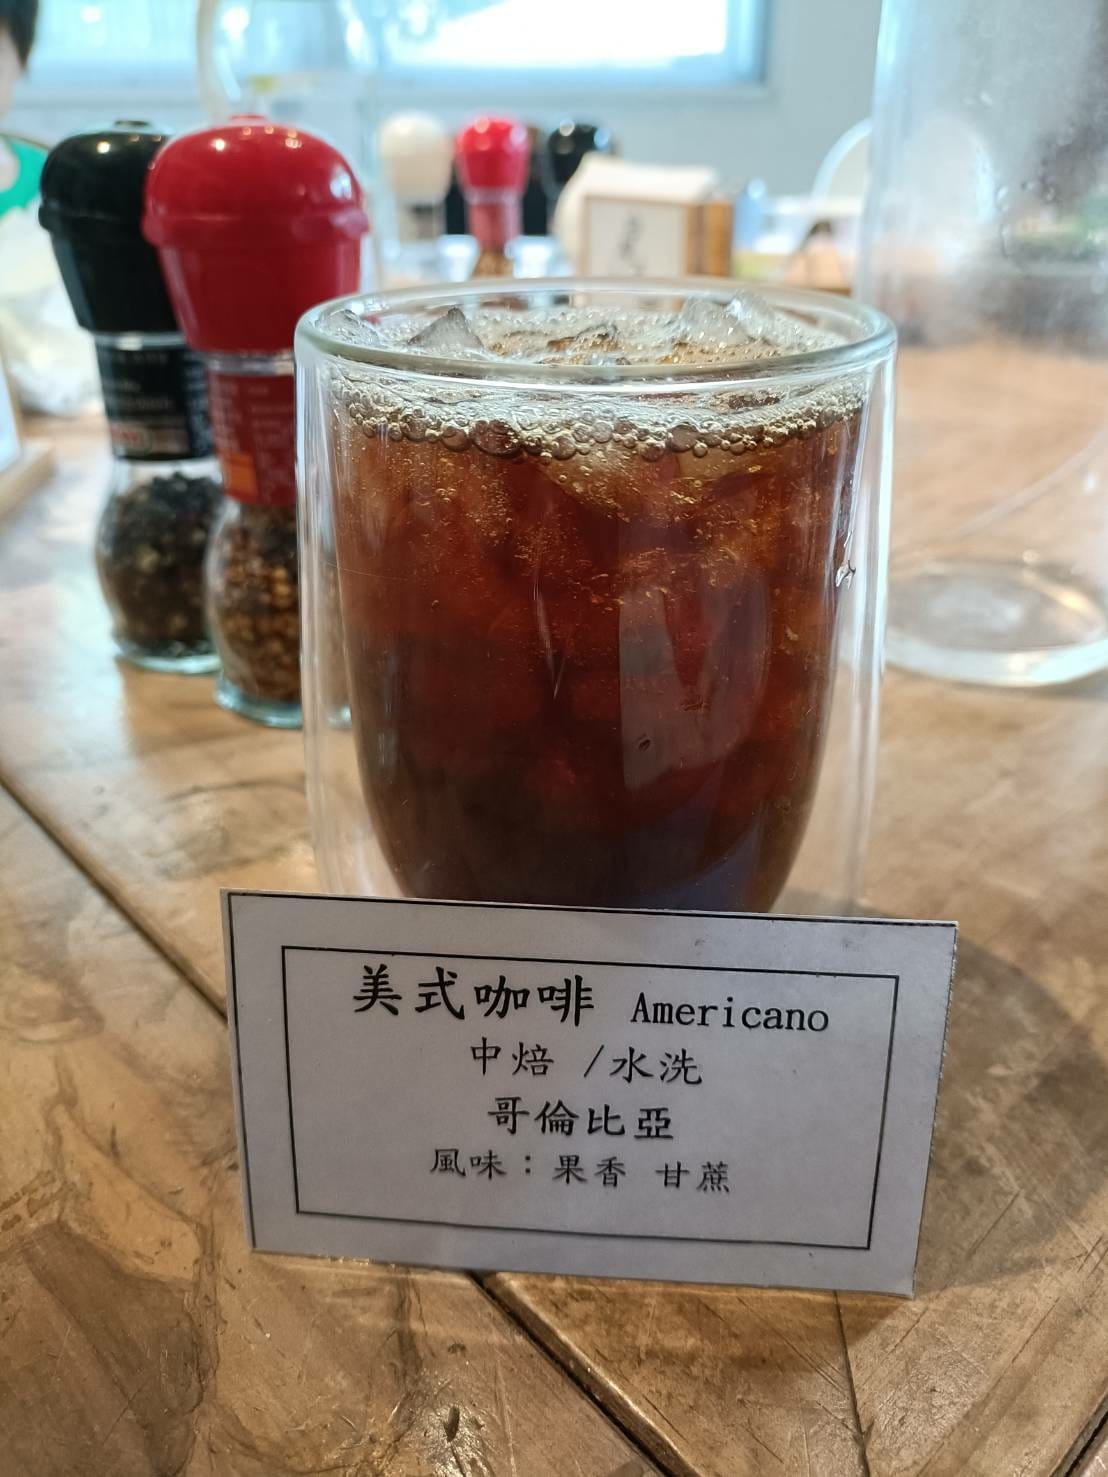 美式咖啡 Americano
中焙 /水洗
哥倫比亞
風味：果香 甘蔗